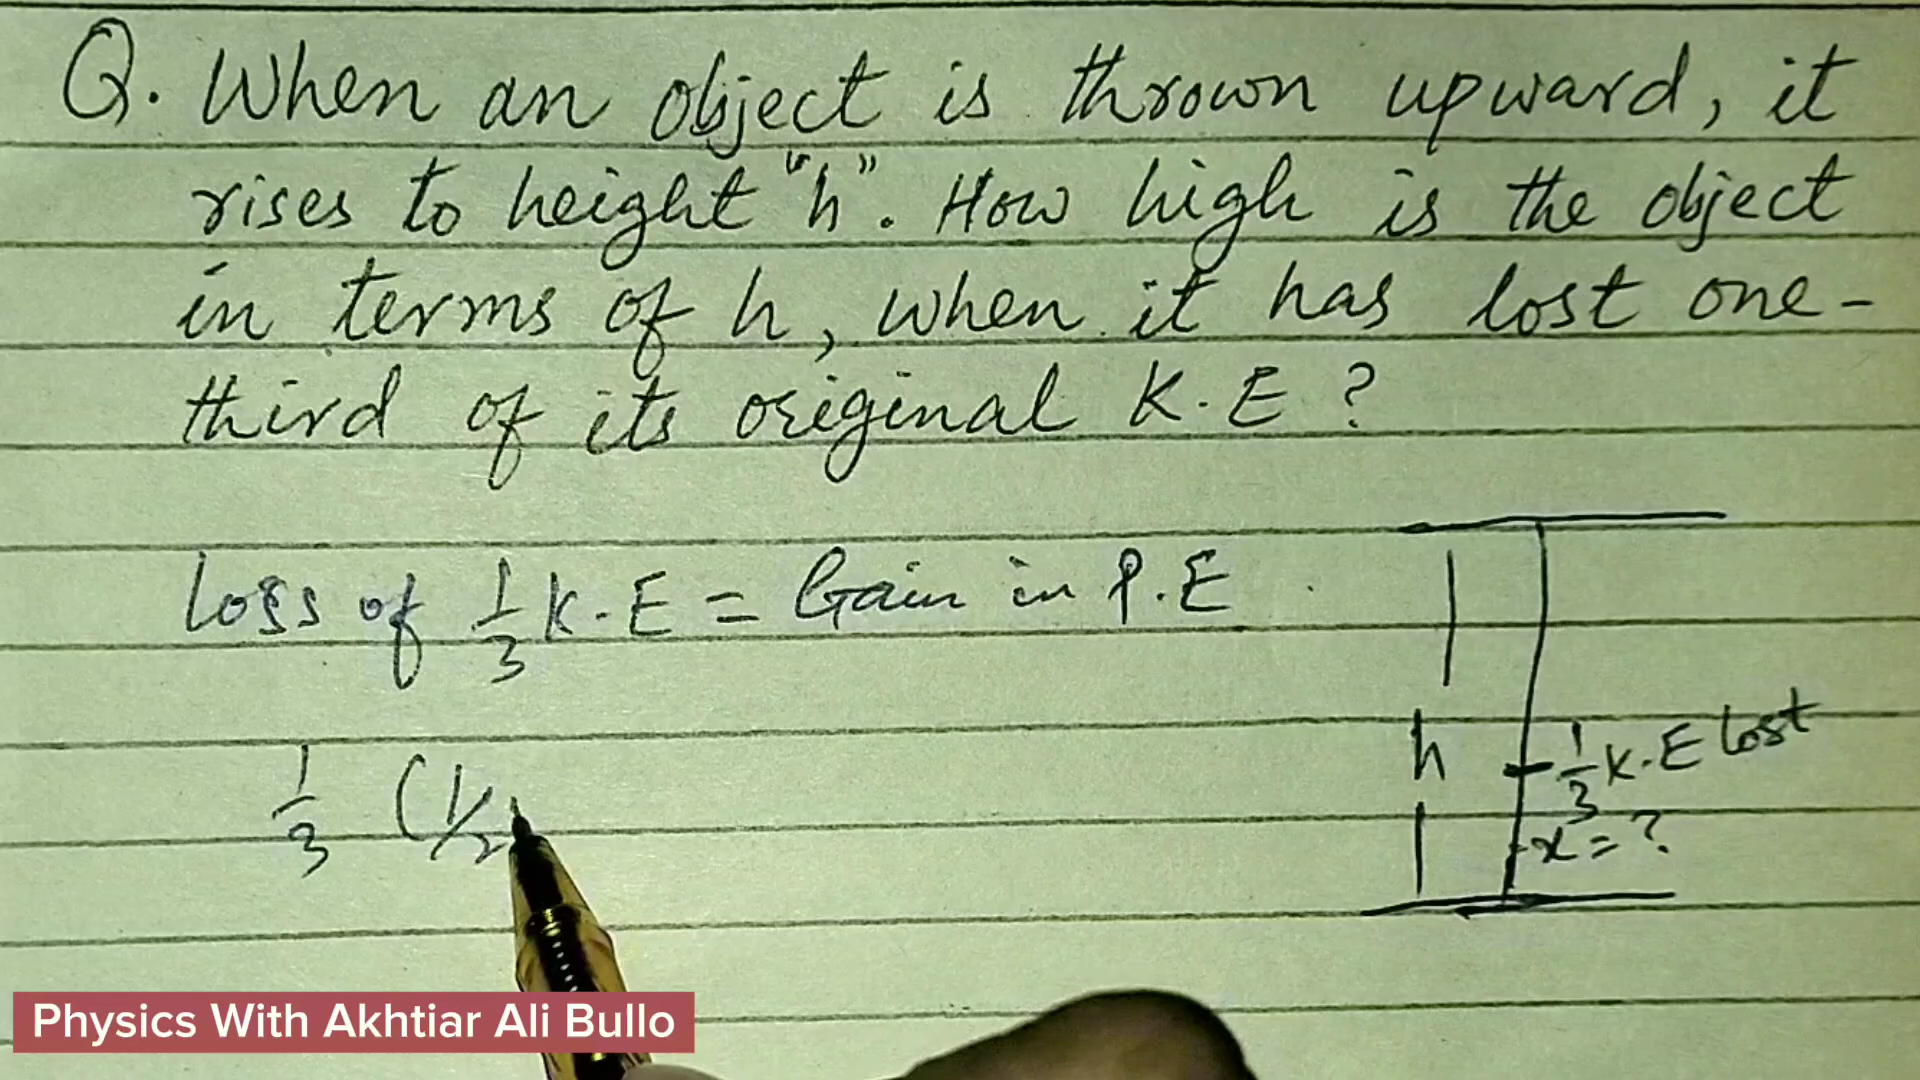 Q. When an object is thrown upward, it
rises to height "h". How high is the object
in terms of h, when it has lost one-
third of its original K.E ?
Loss of 1/3 K.E = Gain in P.E
h
1/3 K.E lost
x = ?
1/3 (1/2
Physics With Akhtiar Ali Bullo